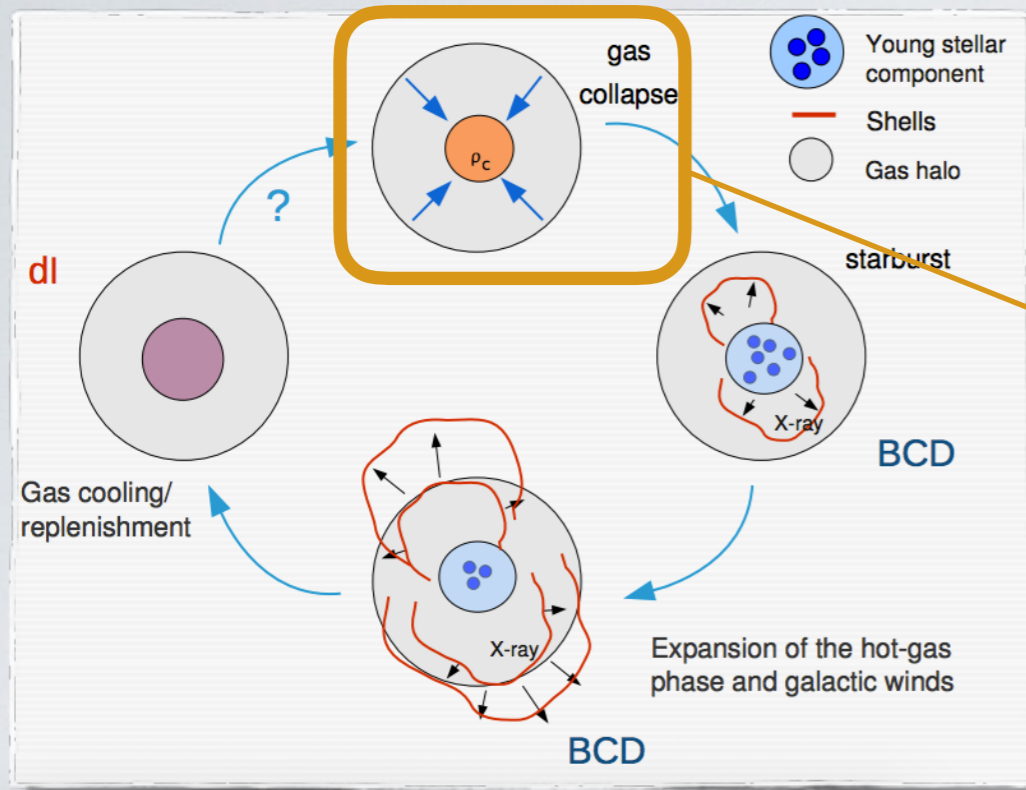 gas
collapse
ρc
Young stellar
component
Shells
Gas halo
?
dI
starburst
X-ray
BCD
Gas cooling/
replenishment
X-ray
Expansion of the hot-gas
phase and galactic winds
BCD